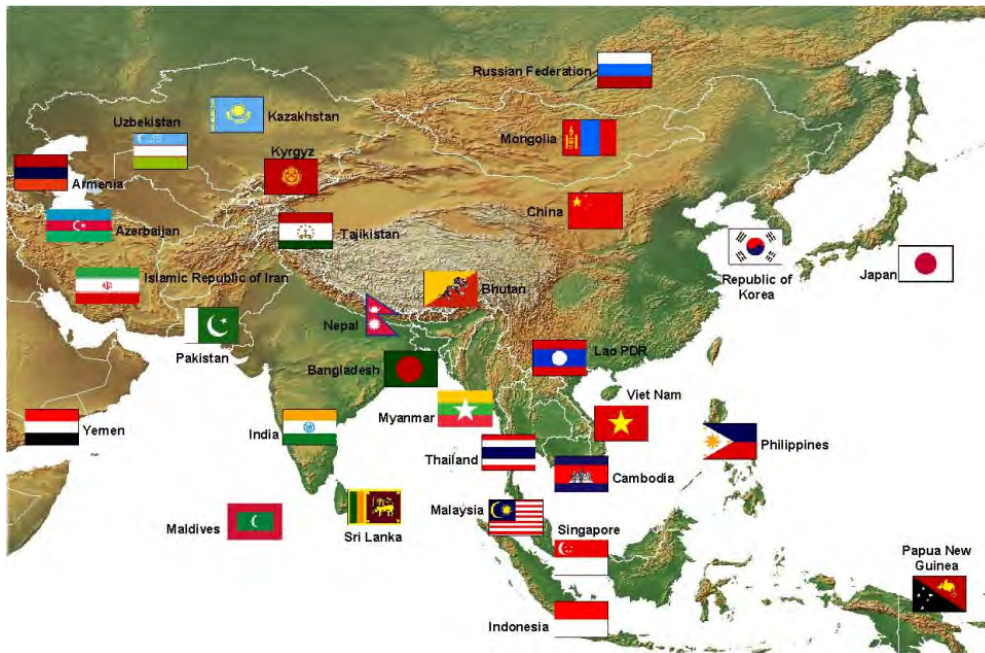 Russian Federation
Kazakhstan
Uzbekistan
Mongolia
Kyrgyz
Armenia
China
Azerbaijan
Tajikistan
Islamic Republic of Iran
Bhutan
Republic of
Korea
Japan
Nepal
Pakistan
Lao PDR
Bangladesh
Viet Nam
Myanmar
Yemen
India
Philippines
Thailand
Cambodia
Malaysia
Maldives
Sri Lanka
Singapore
Papua New
Guinea
Indonesia